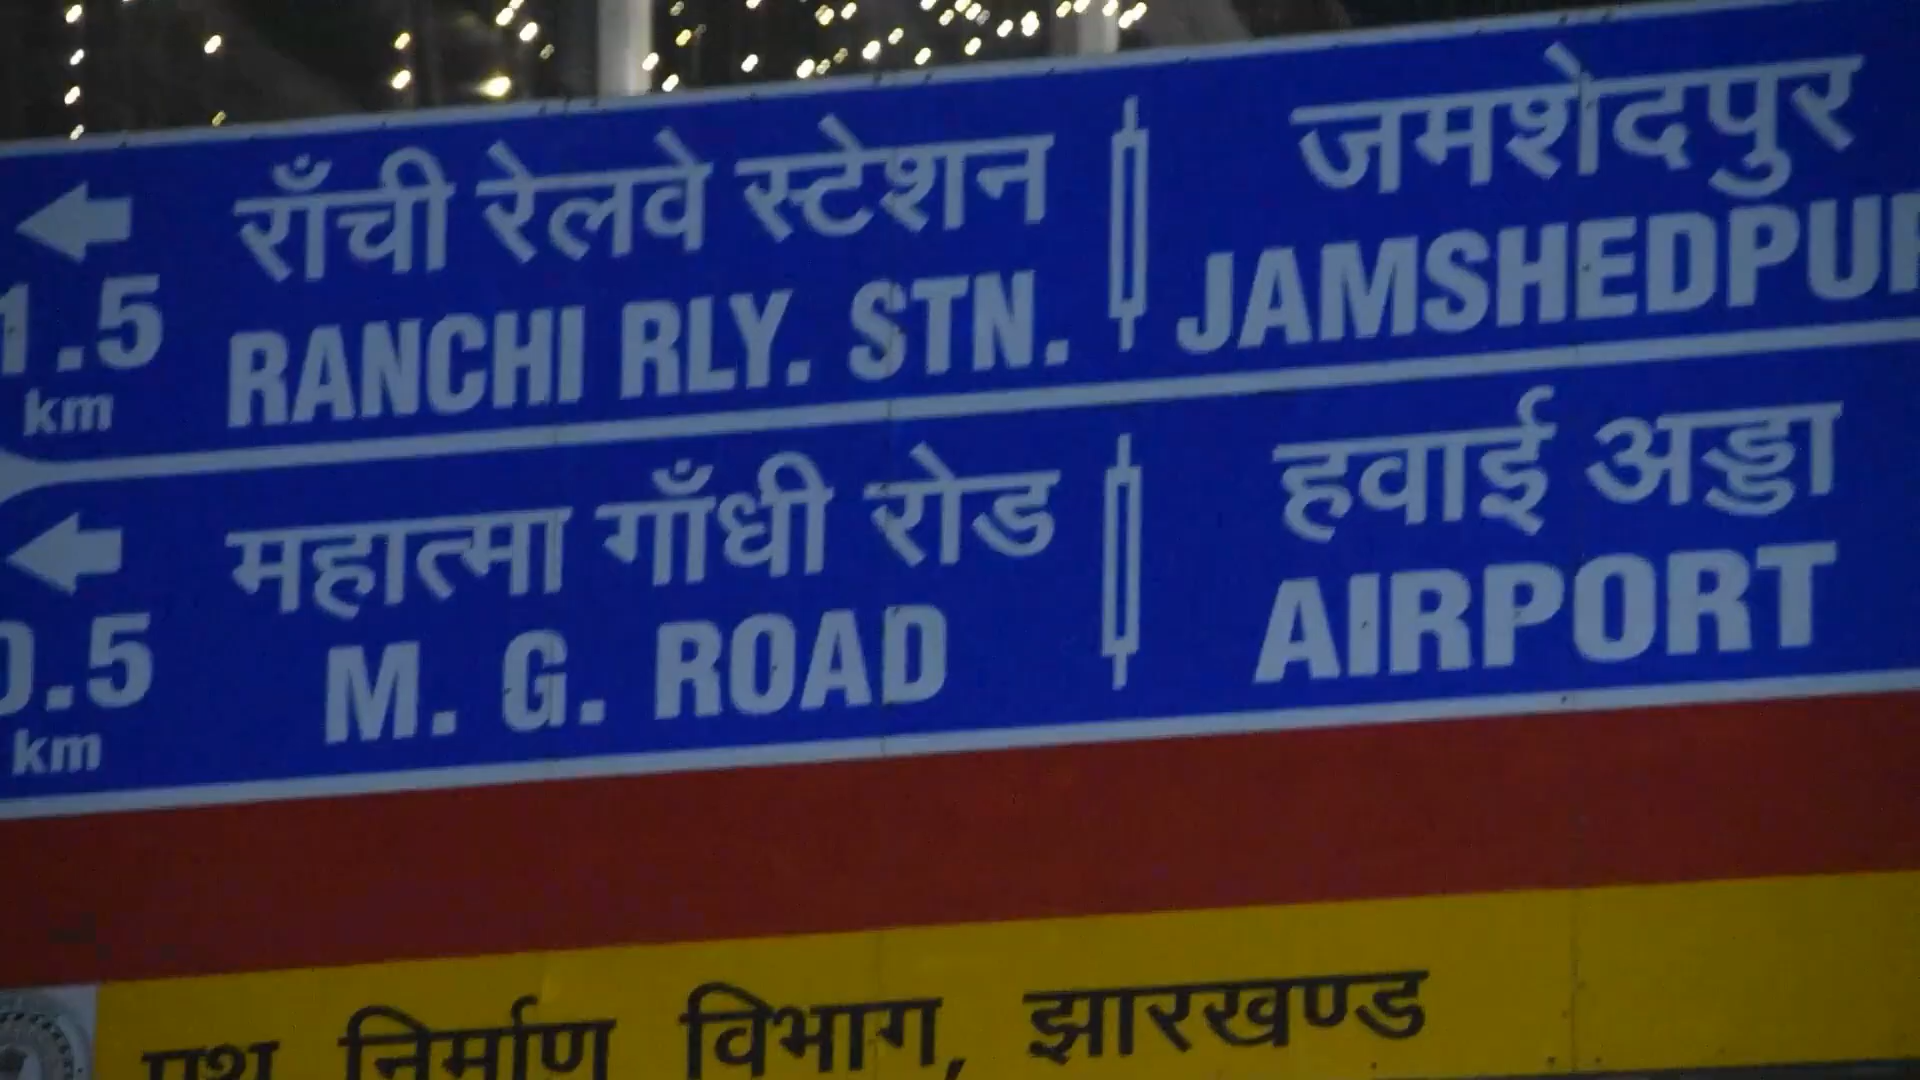 राँची रेलवे स्टेशन जमशेदपुर
1.5 km RANCHI RLY. STN. JAMSHEDPUR
महात्मा गाँधी रोड हवाई अड्डा
0.5 km M. G. ROAD AIRPORT
पथ निर्माण विभाग, झारखण्ड